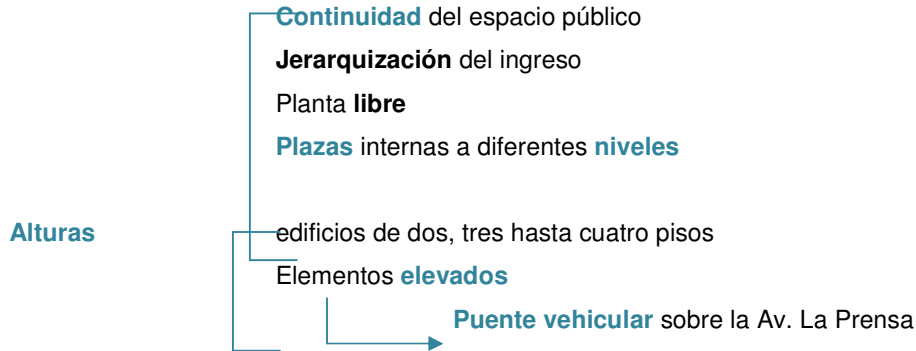 Continuidad del espacio público
Jerarquización del ingreso
Planta libre
Plazas internas a diferentes niveles
Alturas edificios de dos, tres hasta cuatro pisos
Elementos elevados
Puente vehicular sobre la Av. La Prensa